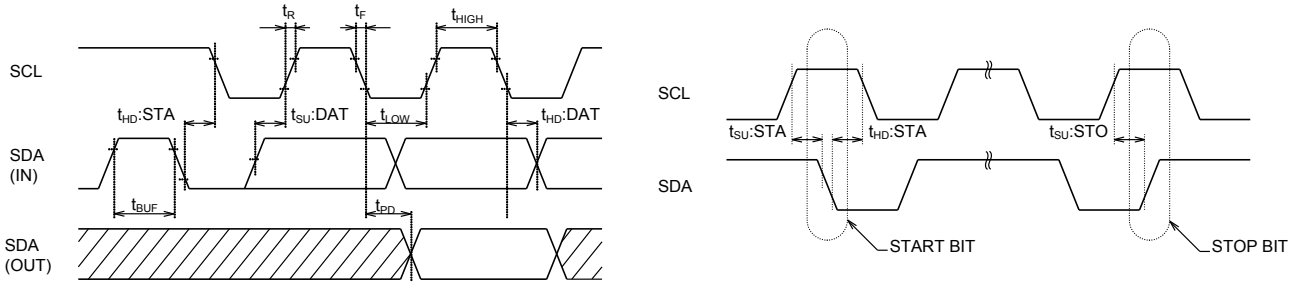 tR tF tHIGH
SCL
tHD:STA tSU:DAT tLOW tHD:DAT
SDA
(IN)
tBUF
tPD
SDA
(OUT)
SCL
tSU:STA tHD:STA tSU:STO
SDA
START BIT STOP BIT